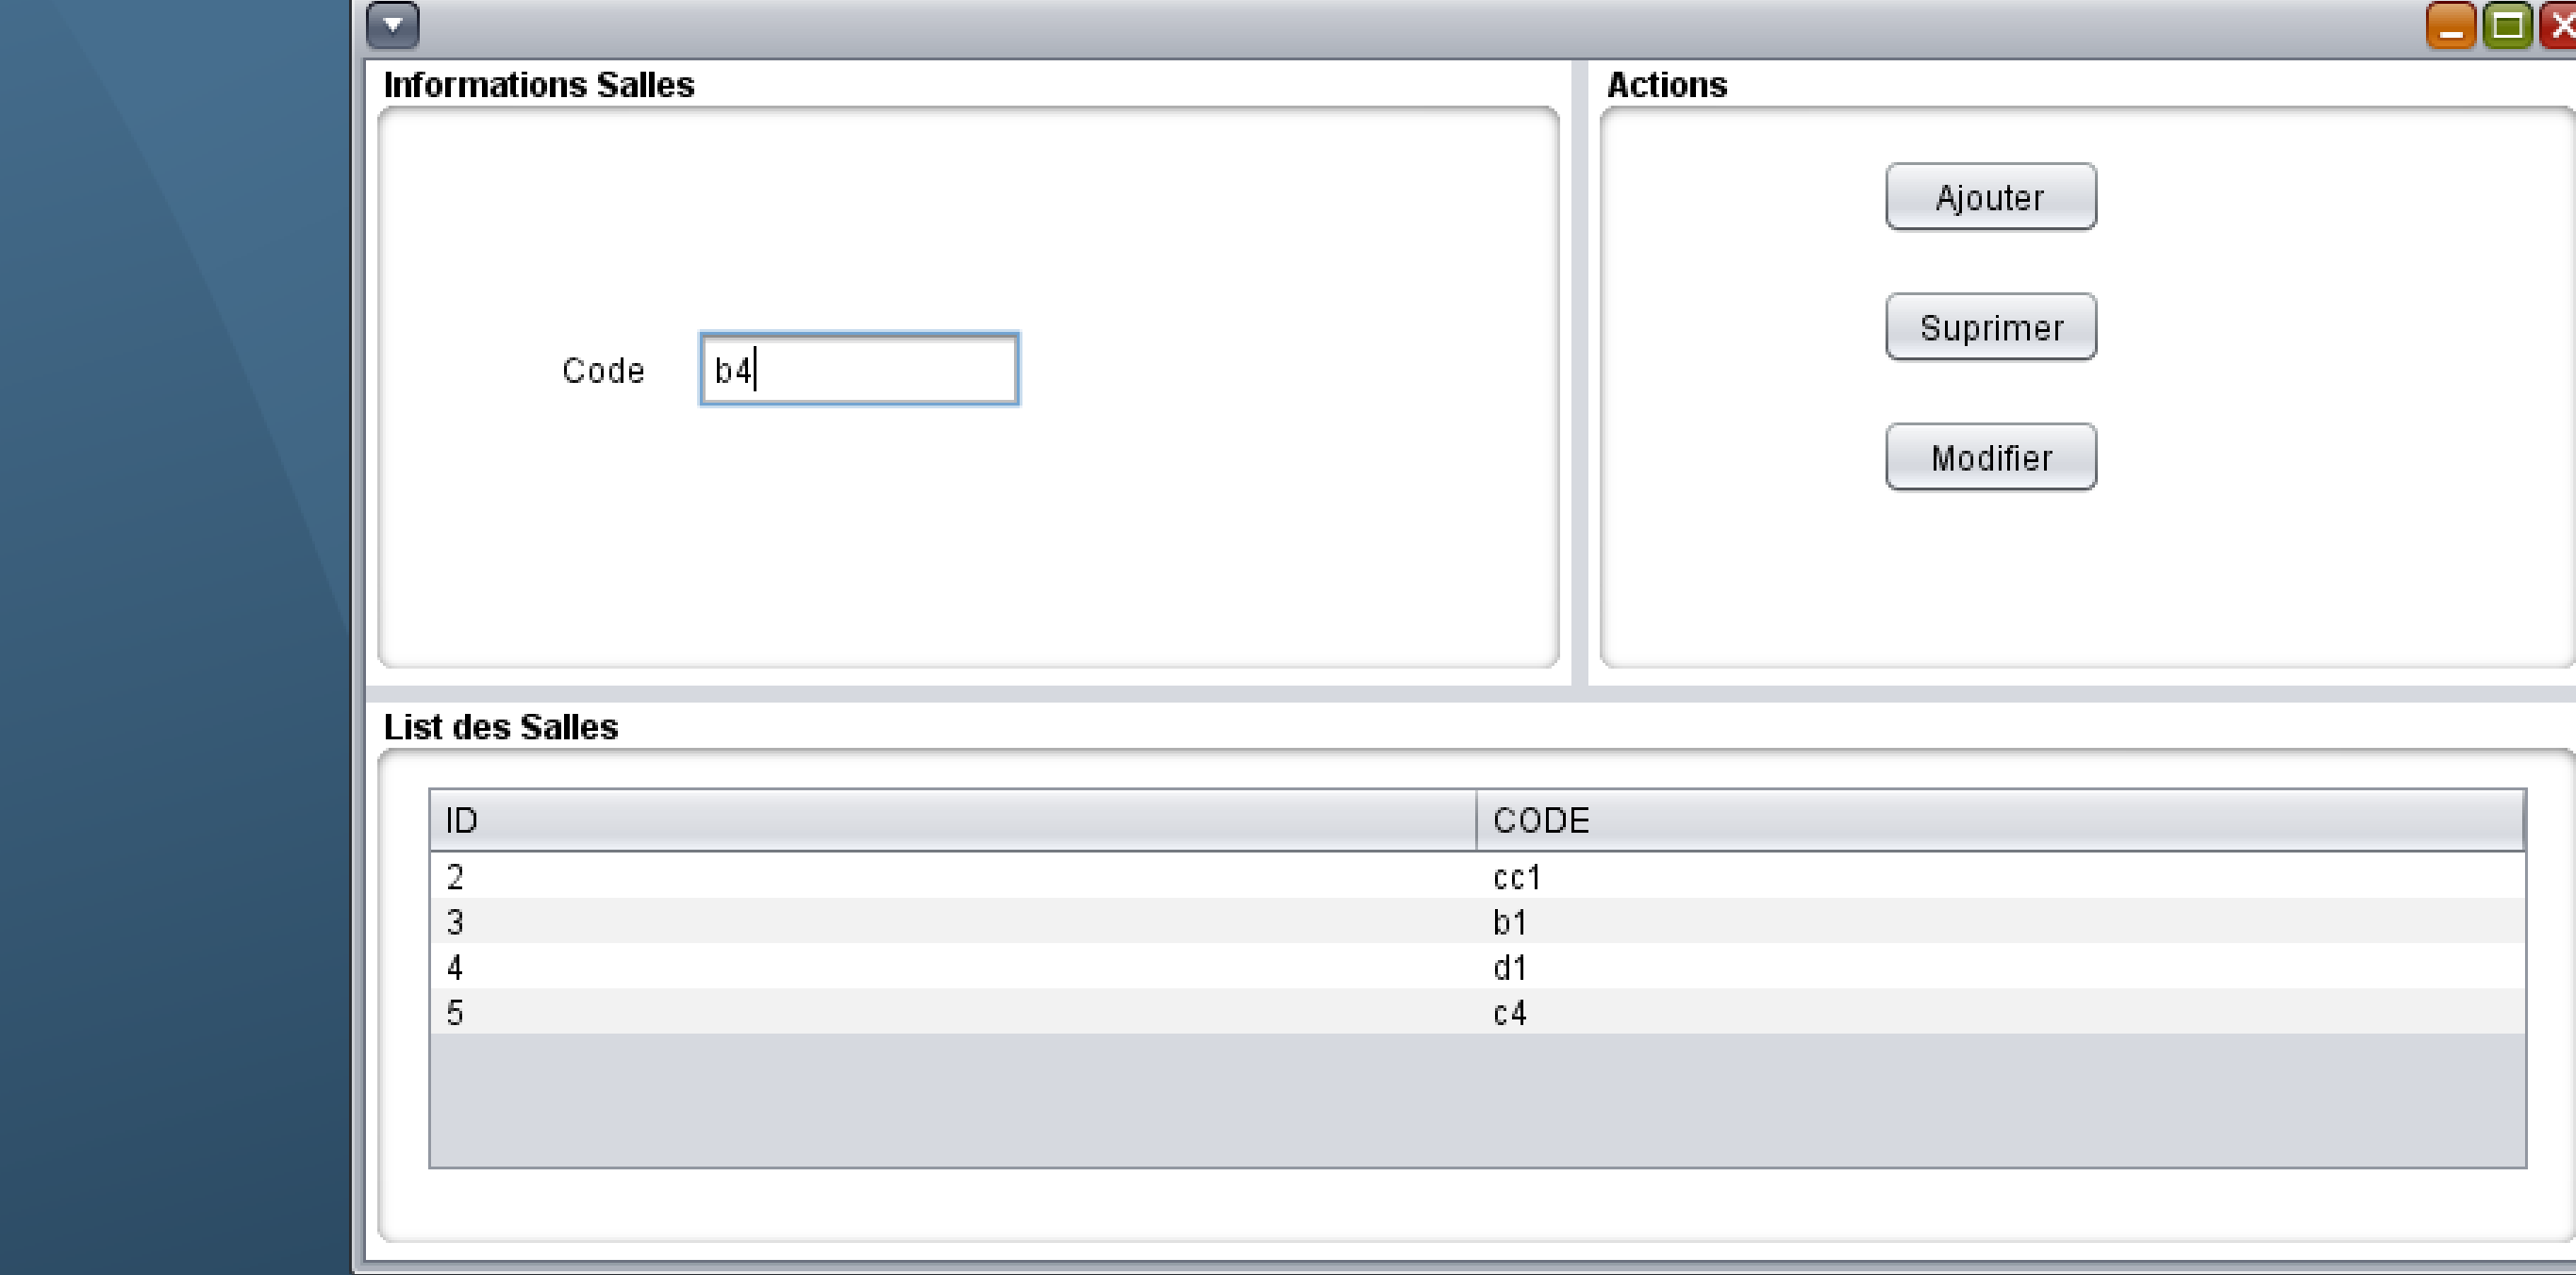 Informations Salles
Code b4
Actions
Ajouter
Suprimer
Modifier
List des Salles
ID CODE
2 cc1
3 b1
4 d1
5 c4